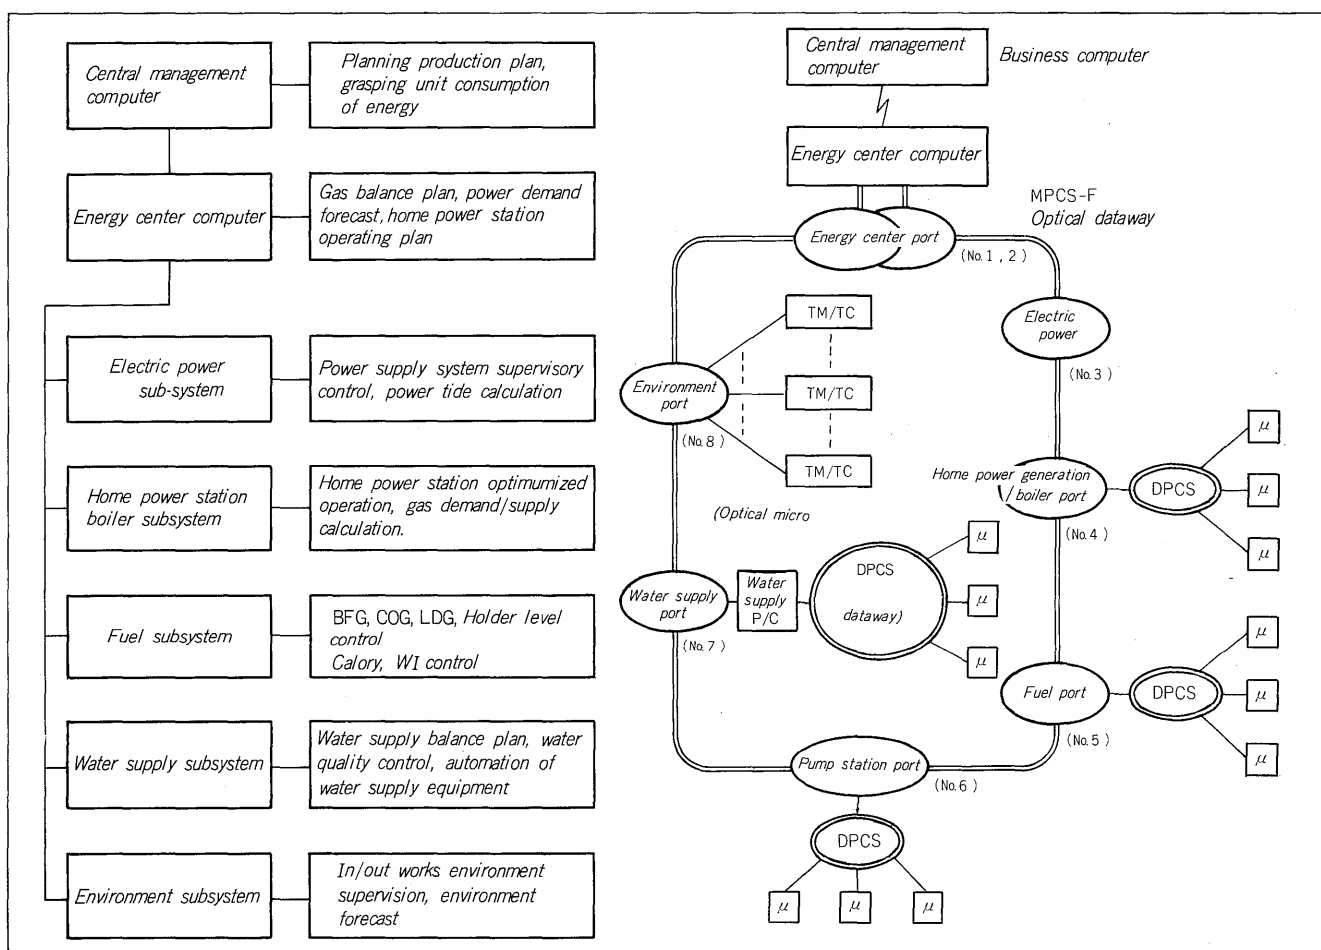 Central management
computer
Planning production plan,
grasping unit consumption
of energy
Energy center computer
Gas balance plan, power demand
forecast, home power station
operating plan
Electric power
sub-system
Power supply system supervisory
control, power tide calculation
Home power station
boiler subsystem
Home power station optimumized
operation, gas demand/supply
calculation.
Fuel subsystem
BFG, COG, LDG, Holder level
control
Calory, WI control
Water supply subsystem
Water supply balance plan, water
quality control, automation of
water supply equipment
Environment subsystem
In/out works environment
supervision, environment
forecast
Central management
computer
Business computer
Energy center computer
MPCS-F
Optical dataway
Energy center port
(No. 1, 2)
Electric
power
(No. 3)
TM/TC
TM/TC
TM/TC
Environment
port
(No. 8)
Home power generation
/boiler port
(No. 4)
DPCS
μ
μ
μ
(Optical micro
DPCS
dataway)
μ
μ
μ
Water supply
port
(No. 7)
Water
supply
P/C
Fuel port
(No. 5)
DPCS
μ
μ
μ
Pump station port
(No. 6)
DPCS
μ
μ
μ